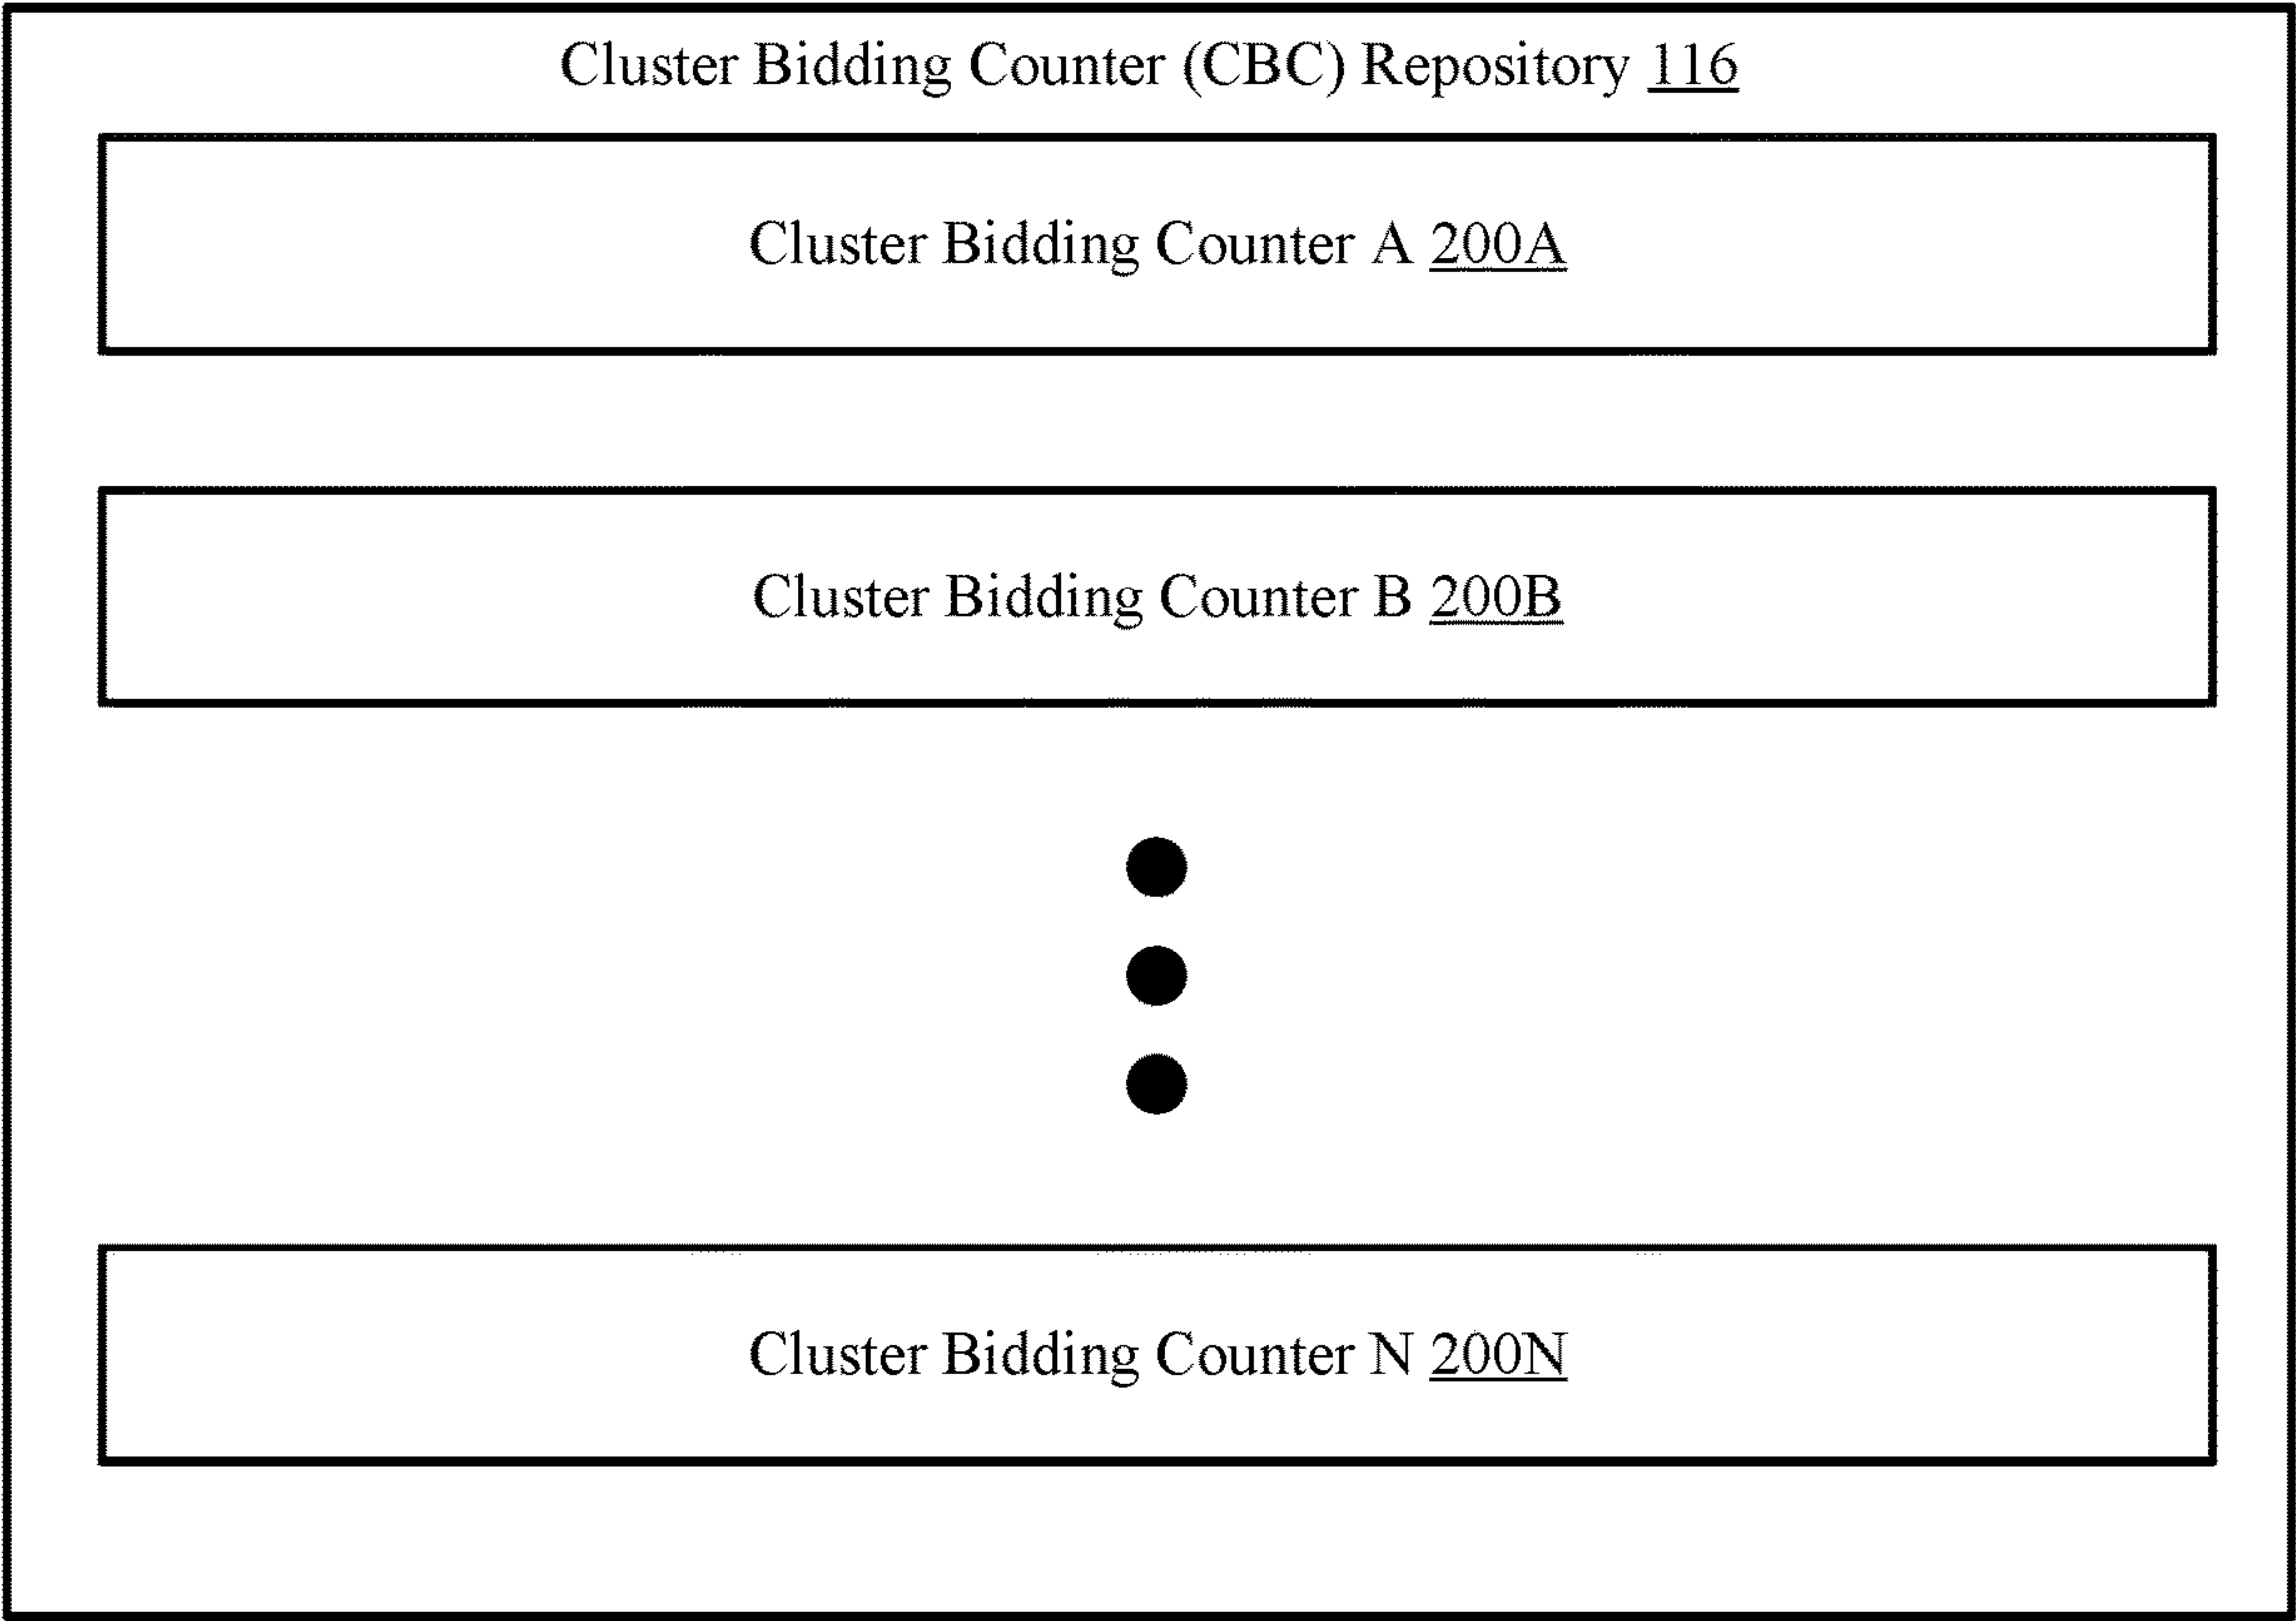 Cluster Bidding Counter (CBC) Repository 116
Cluster Bidding Counter A 200A
Cluster Bidding Counter B 200B
Cluster Bidding Counter N 200N